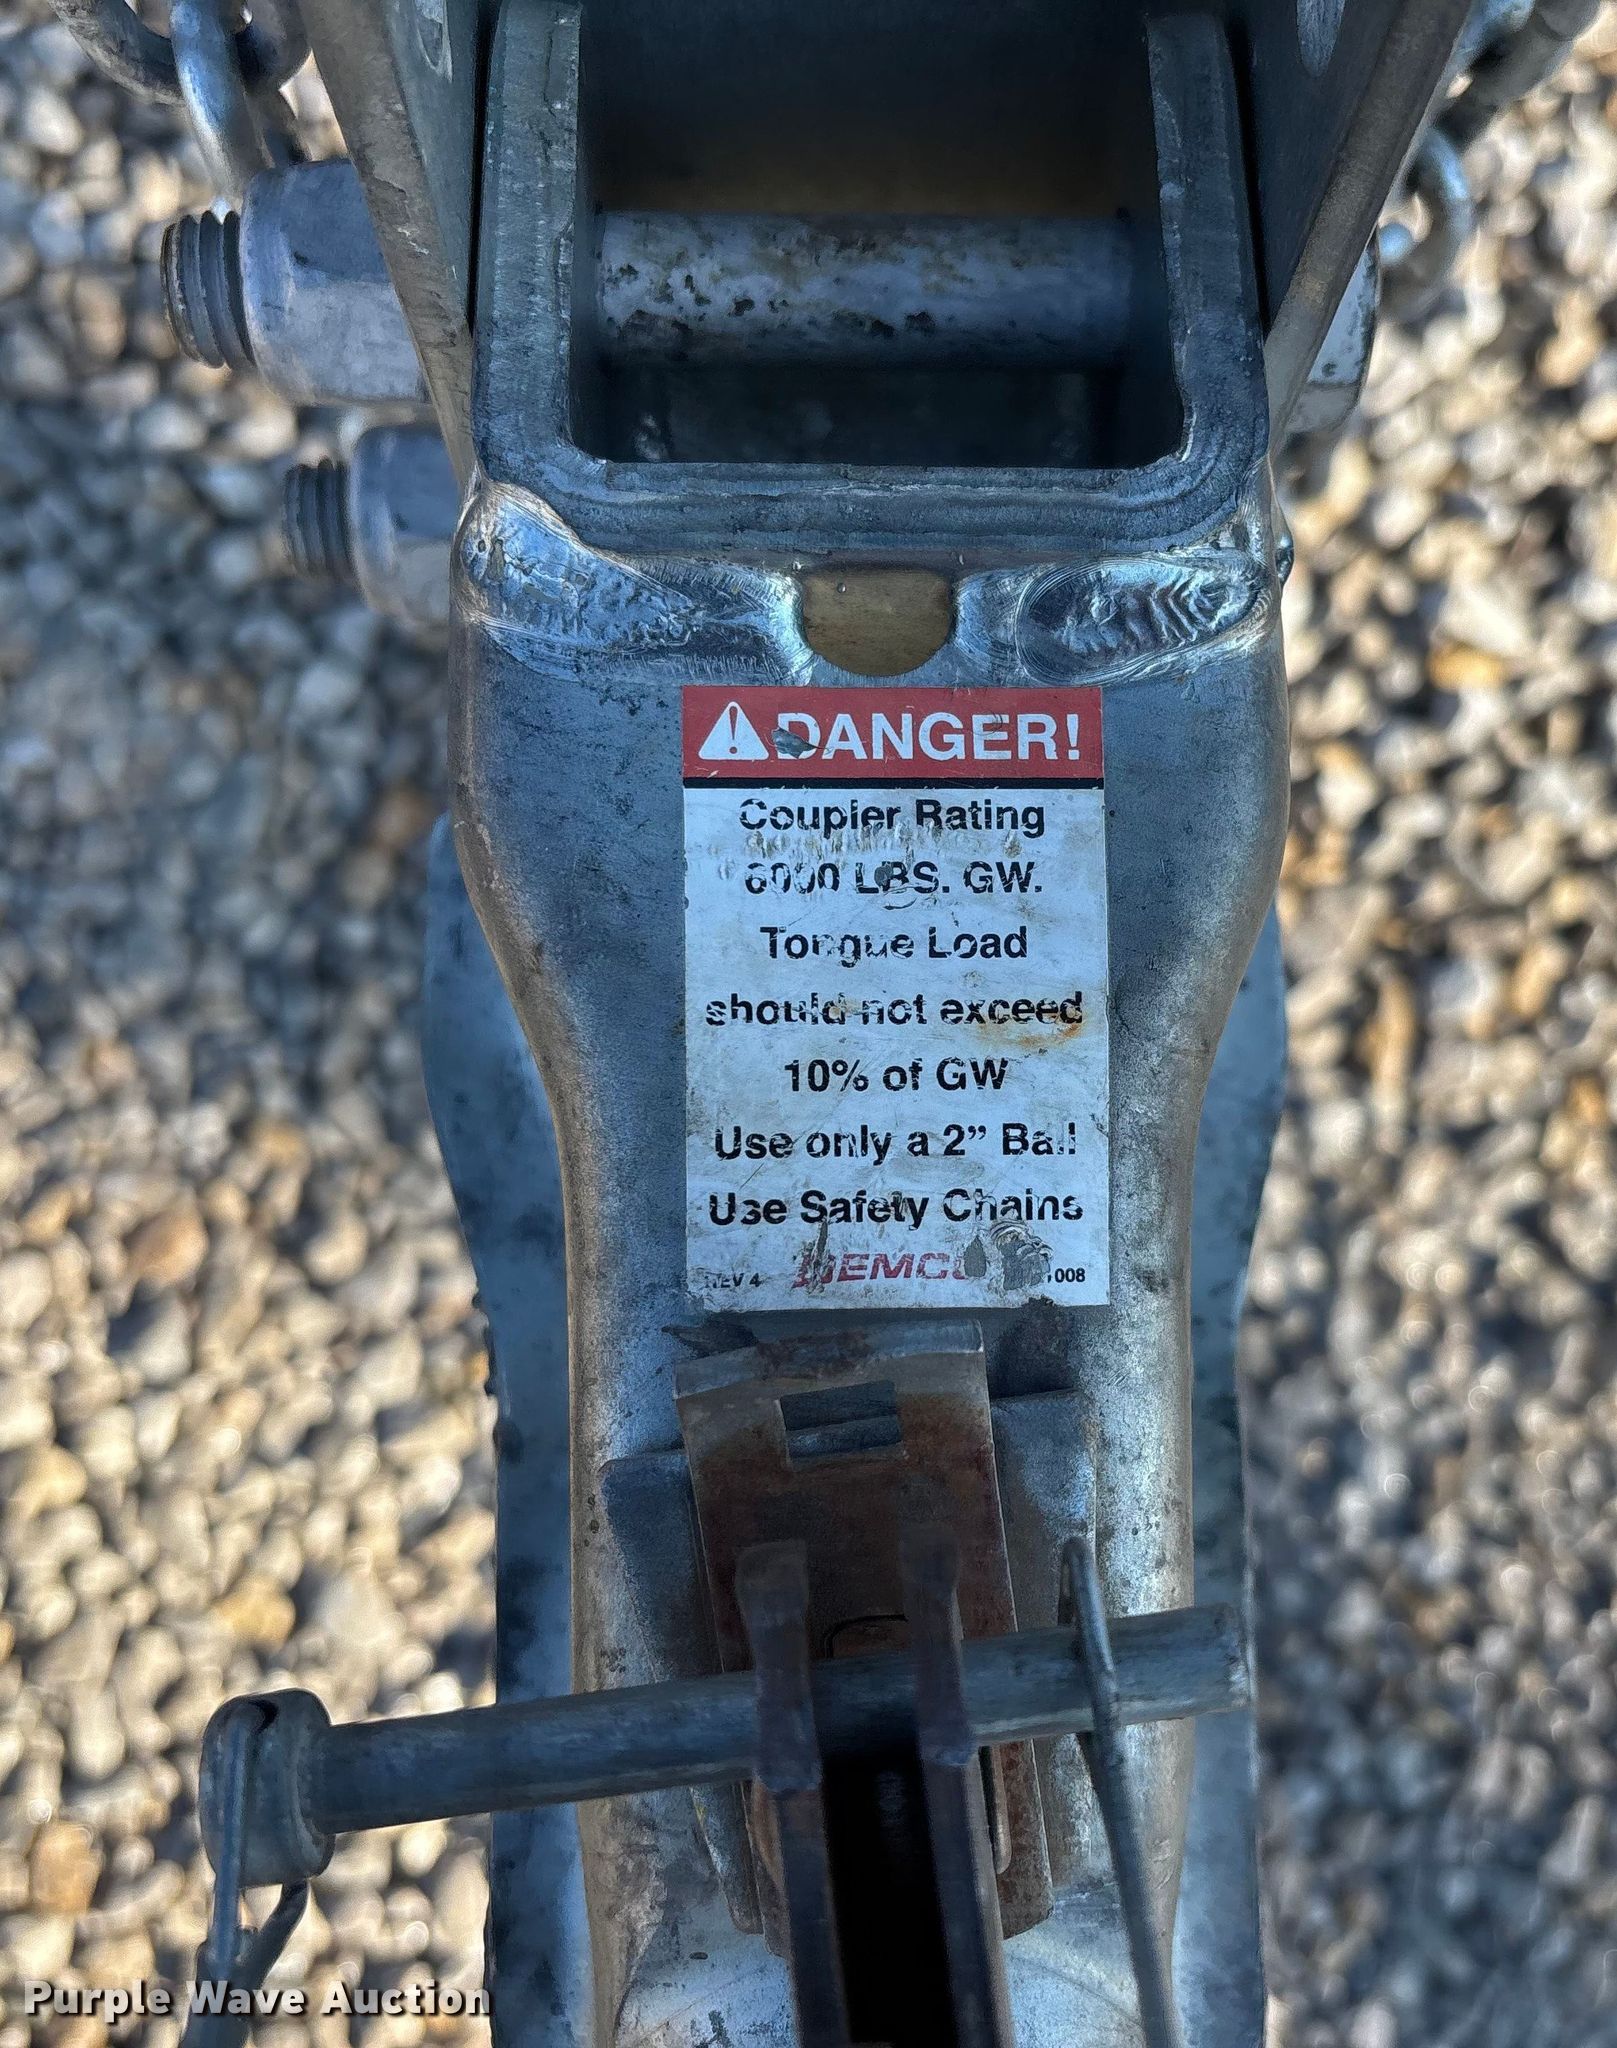 DANGER!
Coupler Rating
6000 LBS. GW.
Tongue Load
should not exceed
10% of GW
Use only a 2” Ball
Use Safety Chains
REV 4 DEMCO
Purple Wave Auction